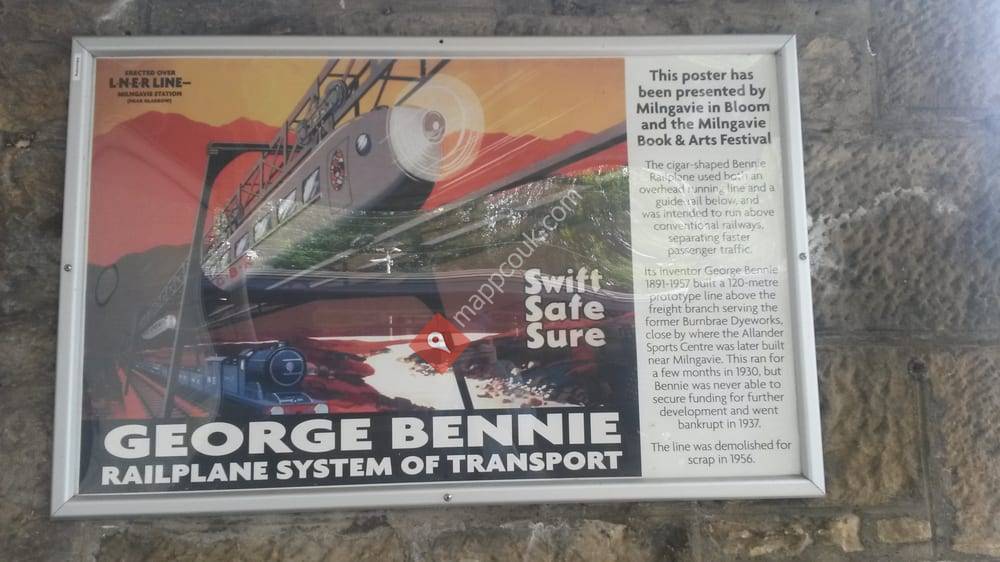 ERECTED OVER
L·N·E·R LINE
MILNGAVIE STATION
(NEAR GLASGOW)
Swift
Safe
Sure
GEORGE BENNIE
RAILPLANE SYSTEM OF TRANSPORT
This poster has
been presented by
Milngavie in Bloom
and the Milngavie
Book & Arts Festival
The cigar-shaped Bennie
Railplane used both an
overhead running line and a
guide rail below, and
was intended to run above
conventional railways,
separating faster
passenger traffic.
Its inventor George Bennie
1891-1957 built a 120-metre
prototype line above the
freight branch serving the
former Burnbrae Dyeworks,
close by where the Allander
Sports Centre was later built
near Milngavie. This ran for
a few months in 1930, but
Bennie was never able to
secure funding for further
development and went
bankrupt in 1937.
The line was demolished for
scrap in 1956.
mappcouk.com